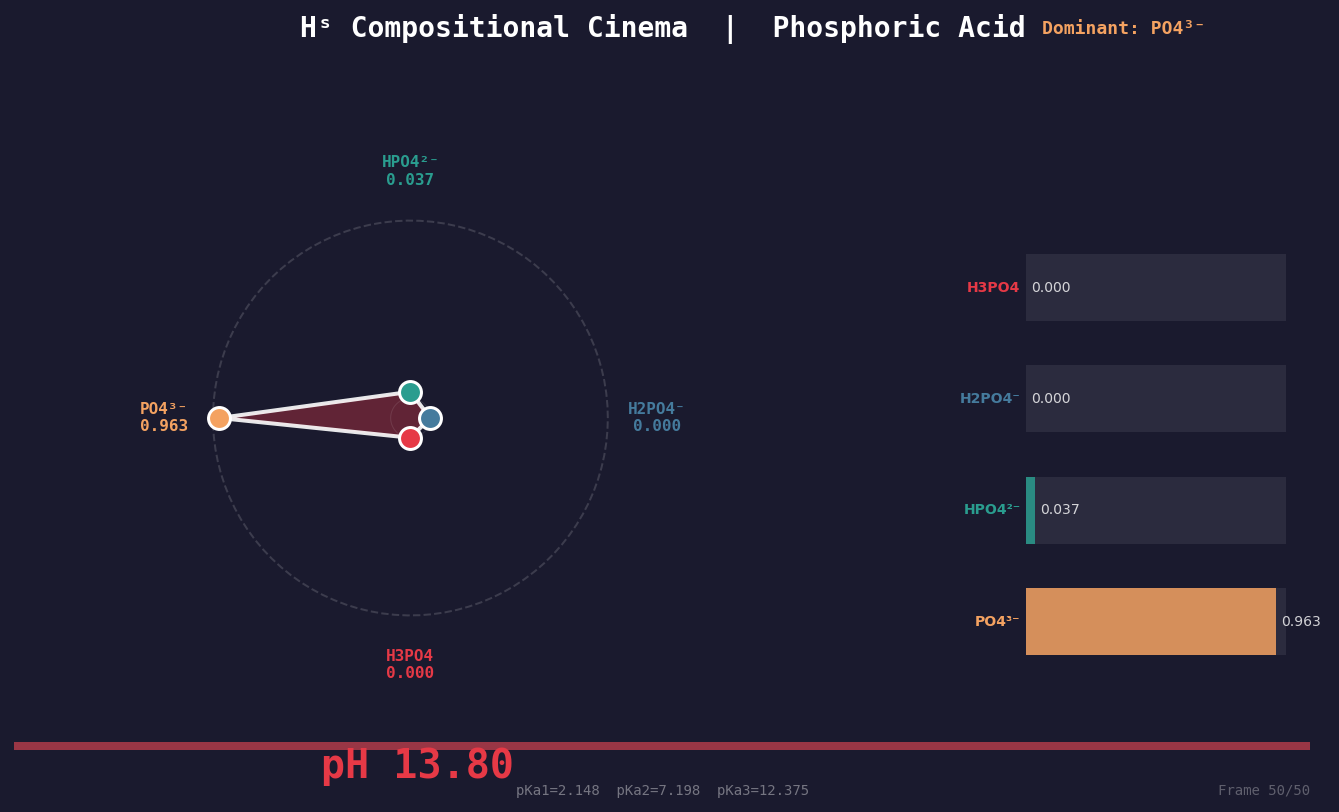 Hˢ Compositional Cinema | Phosphoric Acid
Dominant: PO4³⁻
HPO4²⁻
0.037
PO4³⁻
0.963
H2PO4⁻
0.000
H3PO4
0.000
H3PO4 0.000
H2PO4⁻ 0.000
HPO4²⁻ 0.037
PO4³⁻ 0.963
pH 13.80
pKa1=2.148 pKa2=7.198 pKa3=12.375
Frame 50/50